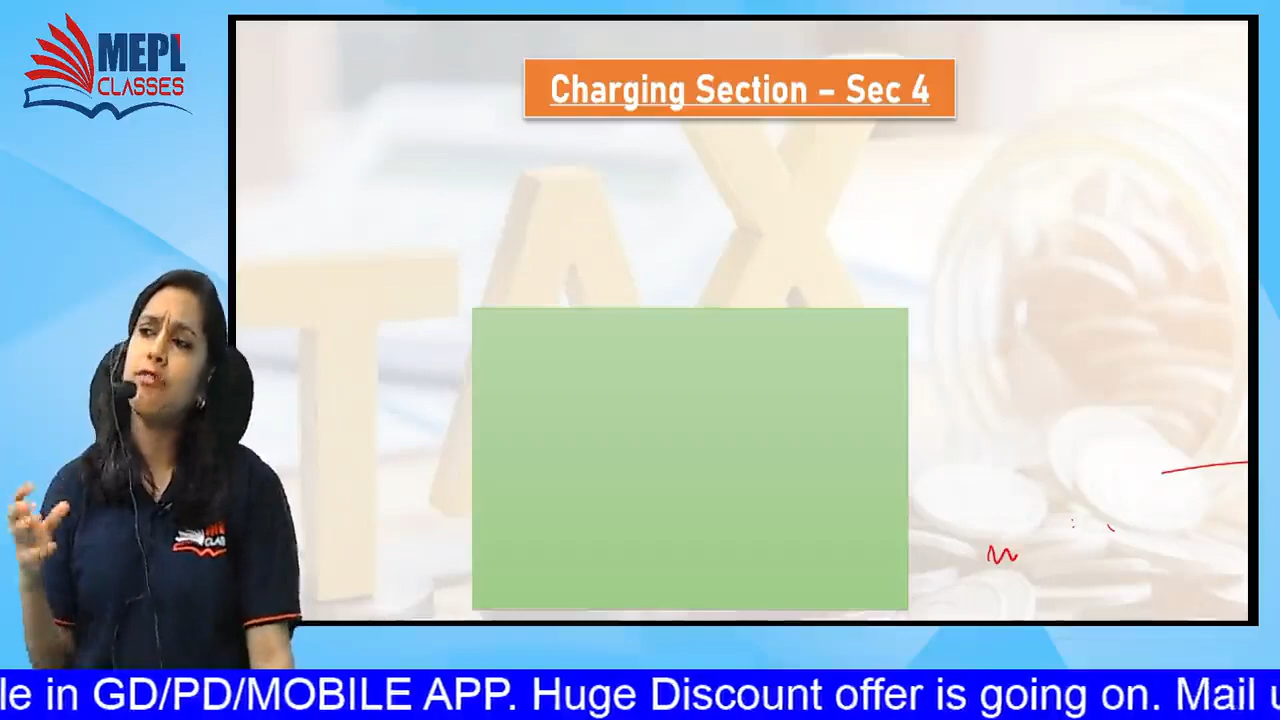 MEPL
CLASSES
Charging Section – Sec 4
le in GD/PD/MOBILE APP. Huge Discount offer is going on. Mail u